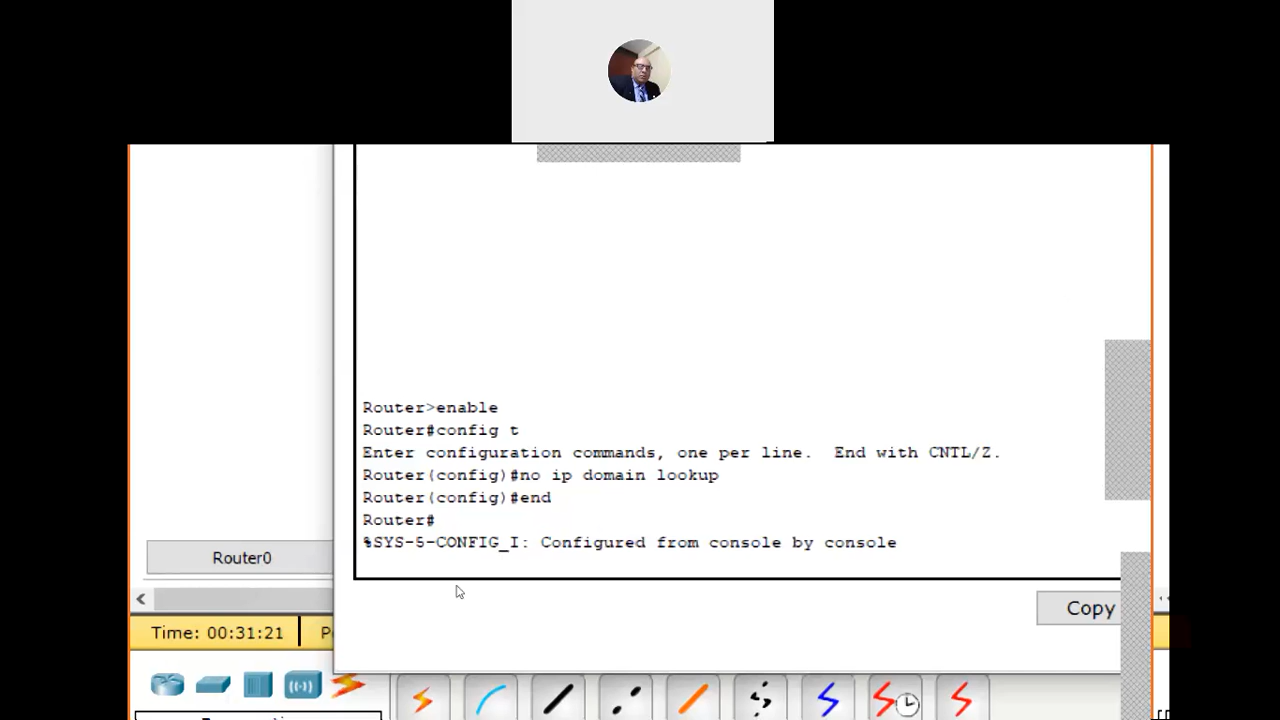 Router>enable
Router#config t
Enter configuration commands, one per line.  End with CNTL/Z.
Router(config)#no ip domain lookup
Router(config)#end
Router#
%SYS-5-CONFIG_I: Configured from console by console
Router0
Copy
Time: 00:31:21